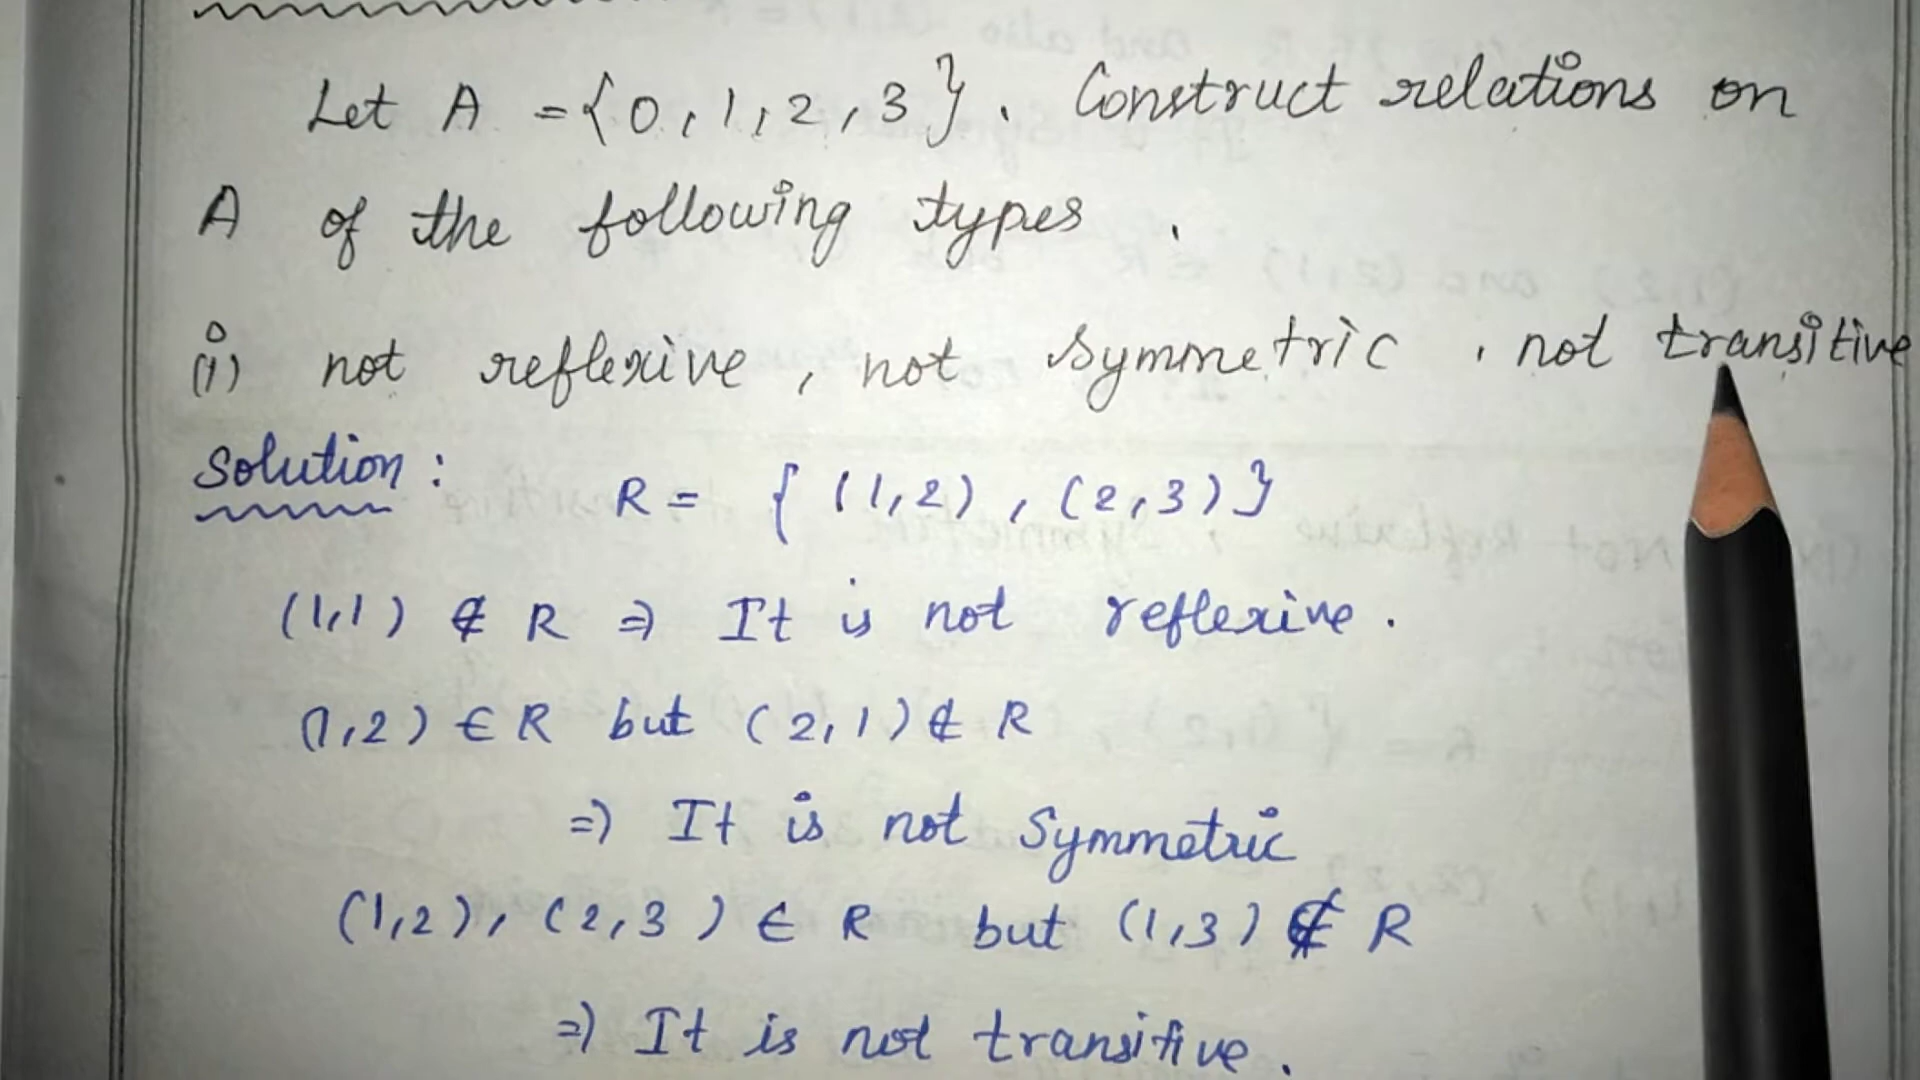 Let A = {0, 1, 2, 3}. Construct relations on
A of the following types.
(i) not reflexive, not symmetric, not transitive
Solution: R = { (1,2), (2,3) }
(1,1) ∉ R ⇒ It is not reflexive.
(1,2) ∈ R but (2,1) ∉ R
⇒ It is not Symmetric
(1,2), (2,3) ∈ R but (1,3) ∉ R
⇒ It is not transitive.